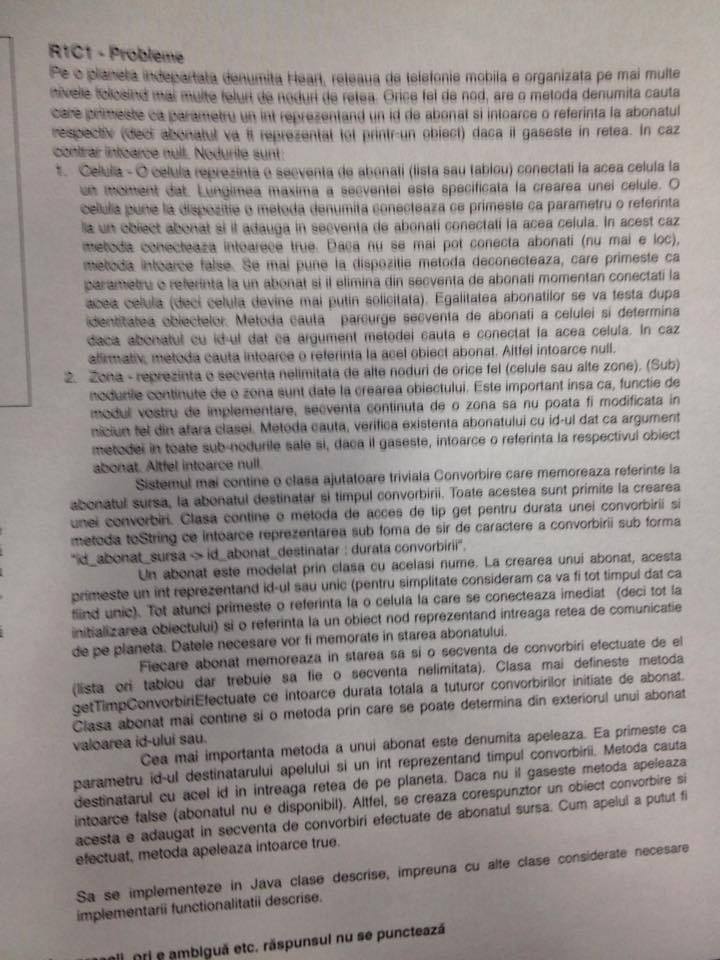 R1C1 - Probleme
Pe o planeta indepartata denumita Heart, reteaua de telefonie mobila e organizata pe mai multe
nivele folosind mai multe feluri de noduri de retea. Orice fel de nod, are o metoda denumita cauta
care primeste ca parametru un int reprezentand un id de abonat si intoarce o referinta la abonatul
respectiv (deci abonatul va fi reprezentat tot printr-un obiect) daca il gaseste in retea. In caz
contrar intoarce null. Nodurile sunt:
1. Celula - O celula reprezinta o secventa de abonati (lista sau tablou) conectati la acea celula la
un moment dat. Lungimea maxima a secventei este specificata la crearea unei celule. O
celula pune la dispozitie o metoda denumita conecteaza ce primeste ca parametru o referinta
la un obiect abonat si il adauga in secventa de abonati conectati la acea celula. In acest caz
metoda conecteaza intoarece true. Daca nu se mai pot conecta abonati (nu mai e loc),
metoda intoarce false. Se mai pune la dispozitie metoda deconecteaza, care primeste ca
parametru o referinta la un abonat si il elimina din secventa de abonati momentan conectati la
acea celula (deci celula devine mai putin solicitata). Egalitatea abonatilor se va testa dupa
identitatea obiectelor. Metoda cauta parcurge secventa de abonati a celulei si determina
daca abonatul cu id-ul dat ca argument metodei cauta e conectat la acea celula. In caz
afirmativ, metoda cauta intoarce o referinta la acel obiect abonat. Altfel intoarce null.
2. Zona - reprezinta o secventa nelimitata de alte noduri de orice fel (celule sau alte zone). (Sub)
nodurile continute de o zona sunt date la crearea obiectului. Este important insa ca, functie de
modul vostru de implementare, secventa continuta de o zona sa nu poata fi modificata in
niciun fel din afara clasei. Metoda cauta, verifica existenta abonatului cu id-ul dat ca argument
metodei in toate sub-nodurile sale si, daca il gaseste, intoarce o referinta la respectivul obiect
abonat. Altfel intoarce null.
Sistemul mai contine o clasa ajutatoare triviala Convorbire care memoreaza referinte la
abonatul sursa, la abonatul destinatar si timpul convorbirii. Toate acestea sunt primite la crearea
unei convorbiri. Clasa contine o metoda de acces de tip get pentru durata unei convorbiri si
metoda toString ce intoarce reprezentarea sub foma de sir de caractere a convorbirii sub forma
"id_abonat_sursa -> id_abonat_destinatar : durata convorbirii".
Un abonat este modelat prin clasa cu acelasi nume. La crearea unui abonat, acesta
primeste un int reprezentand id-ul sau unic (pentru simplitate consideram ca va fi tot timpul dat ca
fiind unic). Tot atunci primeste o referinta la o celula la care se conecteaza imediat (deci tot la
initializarea obiectului) si o referinta la un obiect nod reprezentand intreaga retea de comunicatie
de pe planeta. Datele necesare vor fi memorate in starea abonatului.
Fiecare abonat memoreaza in starea sa si o secventa de convorbiri efectuate de el
(lista ori tablou dar trebuie sa fie o secventa nelimitata). Clasa mai defineste metoda
getTimpConvorbiriEfectuate ce intoarce durata totala a tuturor convorbirilor initiate de abonat.
Clasa abonat mai contine si o metoda prin care se poate determina din exteriorul unui abonat
valoarea id-ului sau.
Cea mai importanta metoda a unui abonat este denumita apeleaza. Ea primeste ca
parametru id-ul destinatarului apelului si un int reprezentand timpul convorbirii. Metoda cauta
destinatarul cu acel id in intreaga retea de pe planeta. Daca nu il gaseste metoda apeleaza
intoarce false (abonatul nu e disponibil). Altfel, se creaza corespunztor un obiect convorbire si
acesta e adaugat in secventa de convorbiri efectuate de abonatul sursa. Cum apelul a putut fi
efectuat, metoda apeleaza intoarce true.
Sa se implementeze in Java clase descrise, impreuna cu alte clase considerate necesare
implementarii functionalitatii descrise.
ori e ambiguă etc. răspunsul nu se punctează